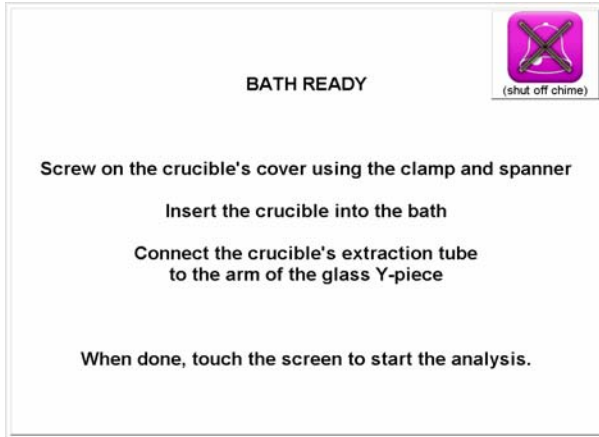 BATH READY
(shut off chime)
Screw on the crucible's cover using the clamp and spanner
Insert the crucible into the bath
Connect the crucible's extraction tube
to the arm of the glass Y-piece
When done, touch the screen to start the analysis.